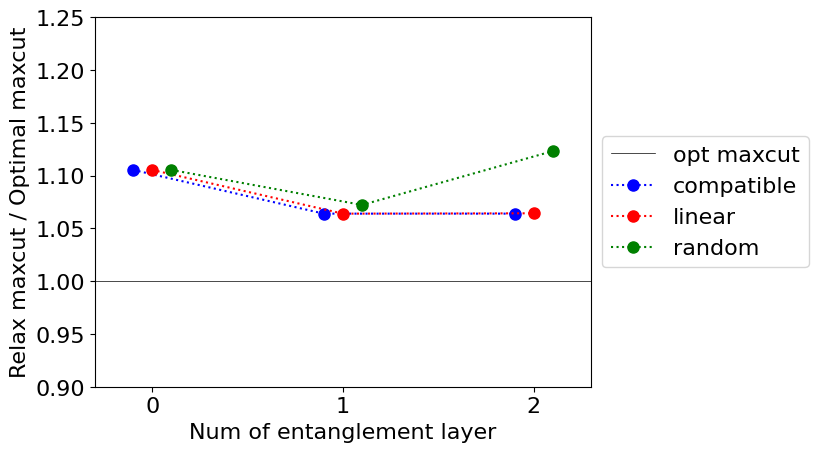 Relax maxcut / Optimal maxcut
1.25
1.20
1.15
1.10
1.05
1.00
0.95
0.90
0 1 2
Num of entanglement layer
opt maxcut
compatible
linear
random